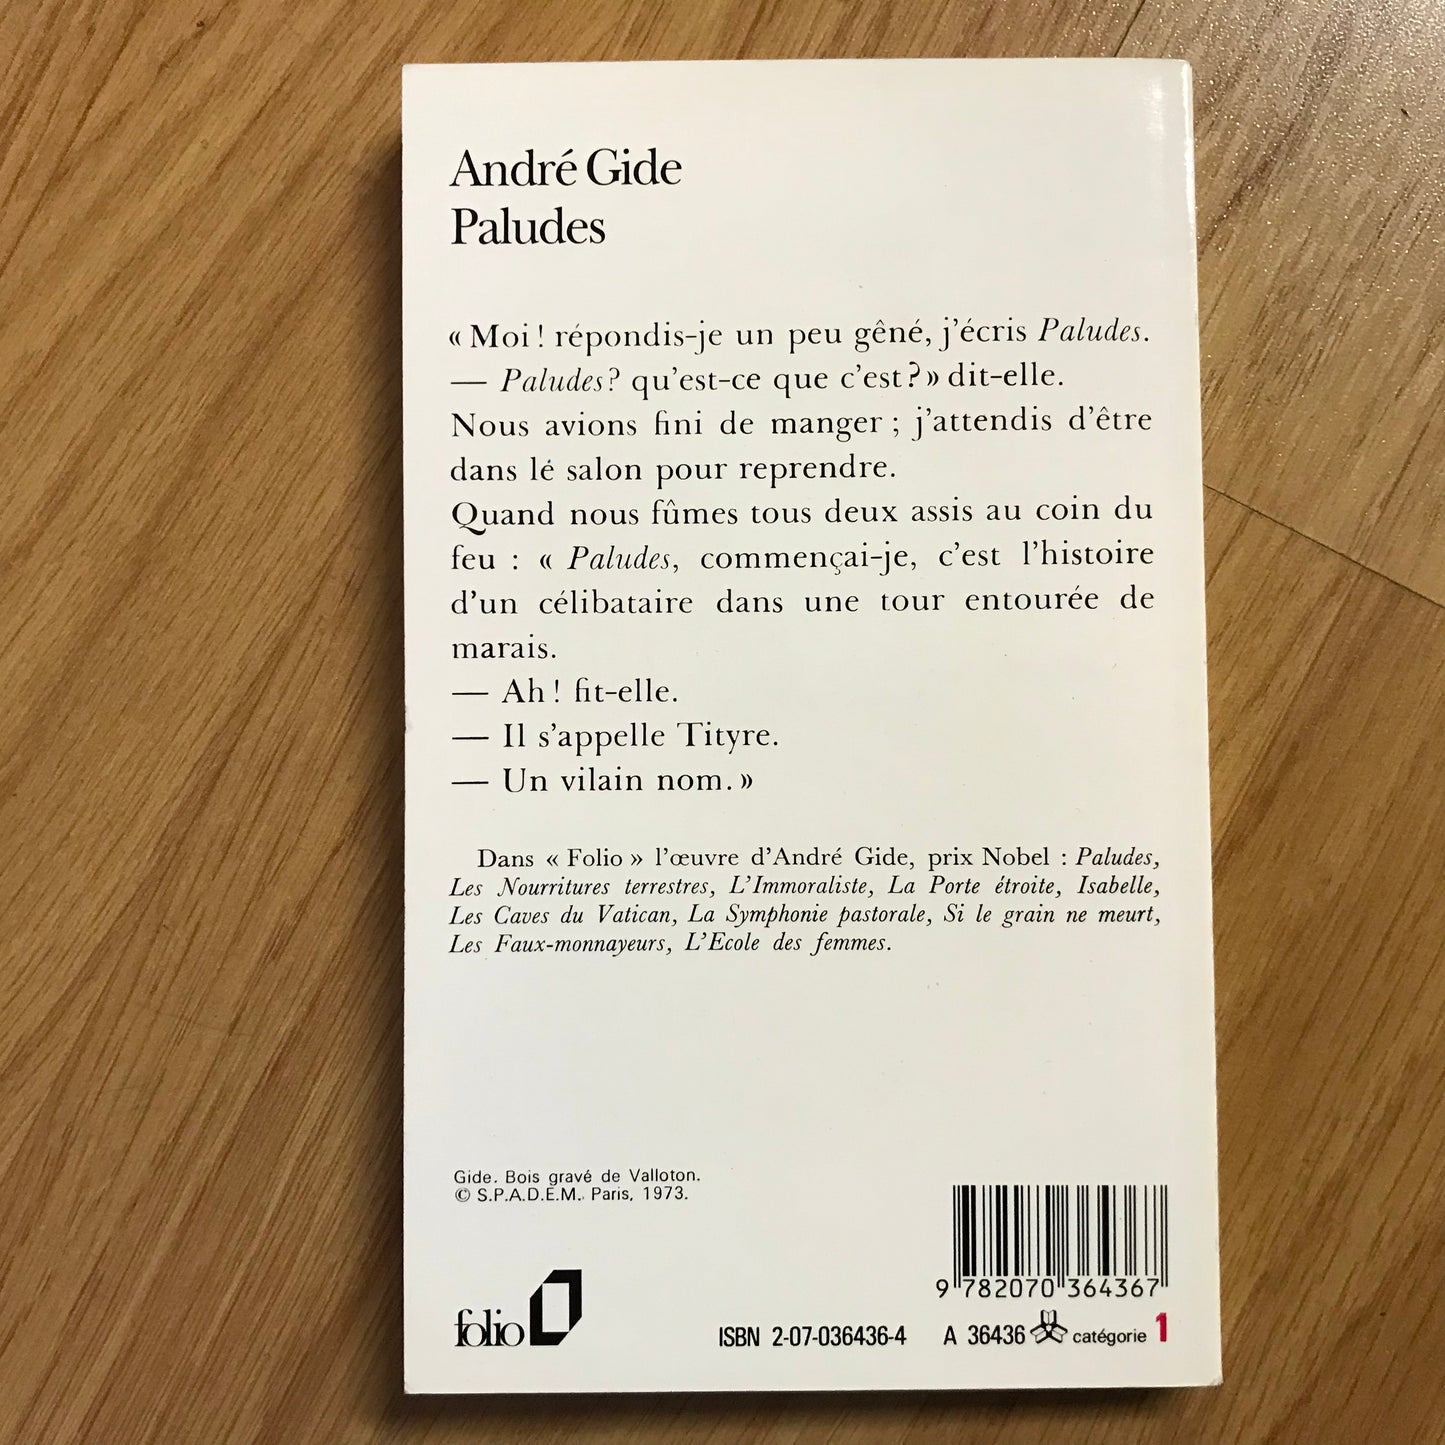 André Gide
Paludes
« Moi ! répondis-je un peu gêné, j'écris Paludes.
— Paludes ? qu'est-ce que c'est ? » dit-elle.
Nous avions fini de manger ; j'attendis d'être
dans lé salon pour reprendre.
Quand nous fûmes tous deux assis au coin du
feu : « Paludes, commençai-je, c'est l'histoire
d'un célibataire dans une tour entourée de
marais.
— Ah ! fit-elle.
— Il s'appelle Tityre.
— Un vilain nom. »
Dans « Folio » l'œuvre d'André Gide, prix Nobel : Paludes,
Les Nourritures terrestres, L'Immoraliste, La Porte étroite, Isabelle,
Les Caves du Vatican, La Symphonie pastorale, Si le grain ne meurt,
Les Faux-monnayeurs, L'Ecole des femmes.
Gide. Bois gravé de Valloton.
© S.P.A.D.E.M. Paris, 1973.
9 782070 364367
folio
ISBN 2-07-036436-4 A 36436 catégorie 1